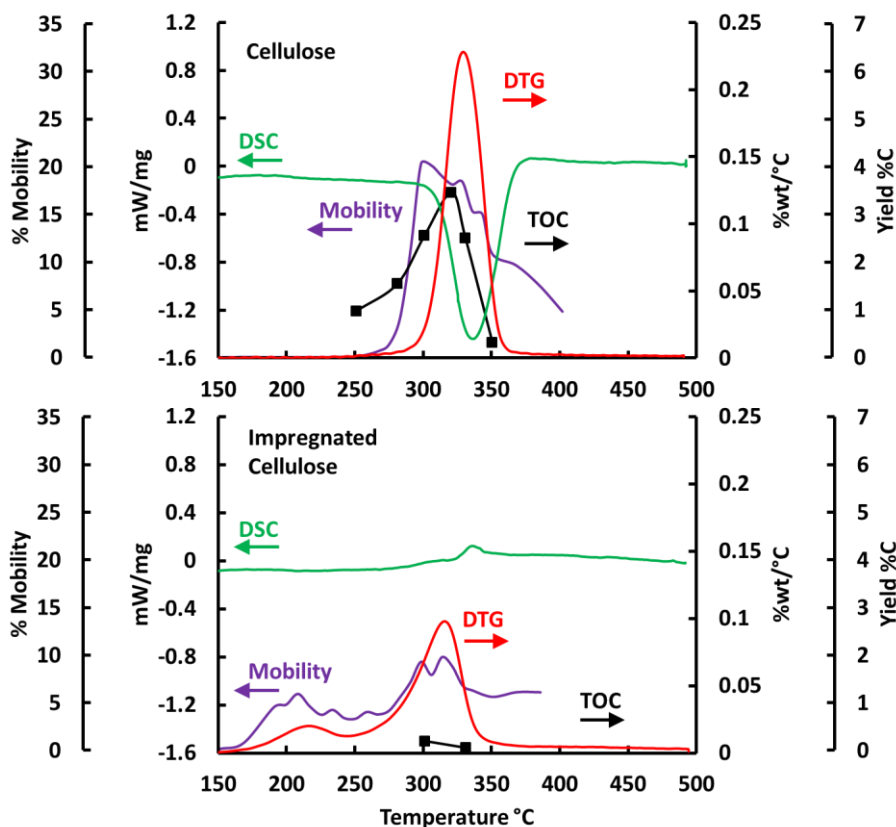 35 1.2 0.25 7
30 0.8 0.2 6
25 0.4 5
20 0 0.15 4
15 -0.4 0.1 3
10 -0.8 2
5 -1.2 0.05 1
0 -1.6 0 0
150 200 250 300 350 400 450 500
% Mobility
mW/mg
%wt/°C
Yield %C
Cellulose
DTG
DSC
Mobility
TOC
35 1.2 0.25 7
30 0.8 0.2 6
25 0.4 5
20 0 0.15 4
15 -0.4 0.1 3
10 -0.8 2
5 -1.2 0.05 1
0 -1.6 0 0
150 200 250 300 350 400 450 500
% Mobility
mW/mg
%wt/°C
Yield %C
Impregnated
Cellulose
DSC
DTG
Mobility
TOC
Temperature °C